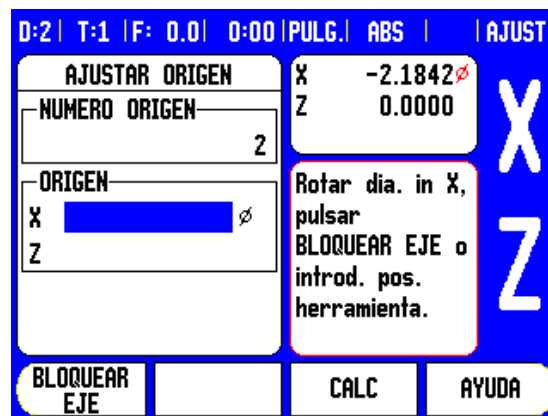 D:2| T:1 |F: 0.0| 0:00 |PULG.| ABS | | AJUST
AJUSTAR ORIGEN
NUMERO ORIGEN
2
ORIGEN
X ø
Z
X -2.1842ø
Z 0.0000
Rotar dia. in X,
pulsar
BLOQUEAR EJE o
introd. pos.
herramienta.
X
Z
BLOQUEAR
EJE
CALC
AYUDA